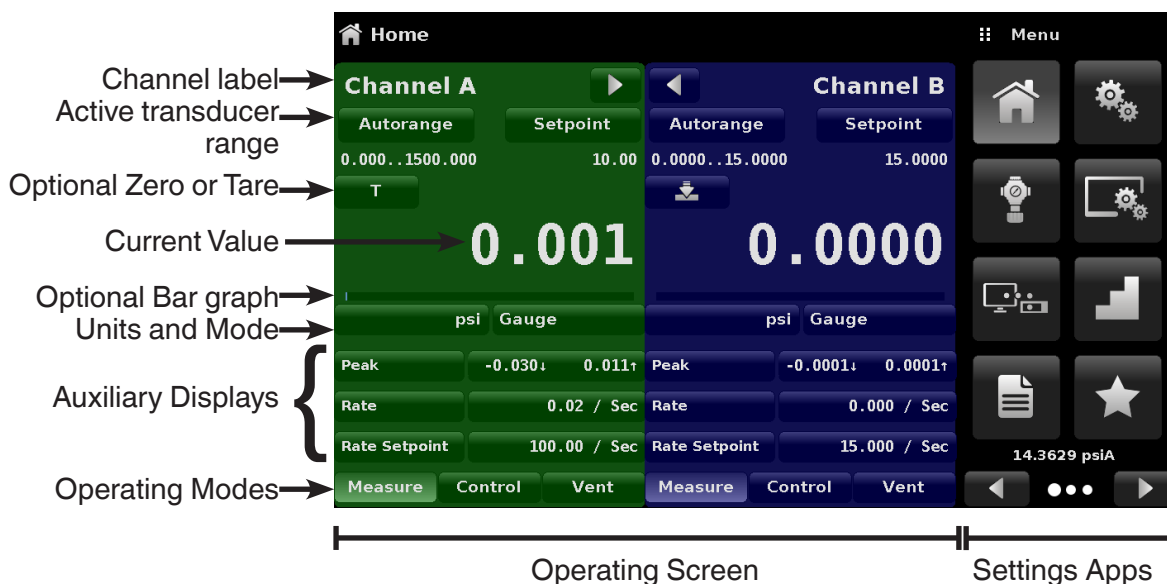 Home
Menu
Channel label
Channel A
Channel B
Active transducer
range
Autorange
Setpoint
Autorange
Setpoint
0.000..1500.000
10.00
0.0000..15.0000
15.0000
Optional Zero or Tare
T
Current Value
0.001
0.0000
Optional Bar graph
Units and Mode
psi
Gauge
psi
Gauge
Auxiliary Displays
Peak
-0.030↓
0.011↑
Peak
-0.0001↓
0.0001↑
Rate
0.02 / Sec
Rate
0.000 / Sec
Rate Setpoint
100.00 / Sec
Rate Setpoint
15.000 / Sec
14.3629 psiA
Operating Modes
Measure
Control
Vent
Measure
Control
Vent
Operating Screen
Settings Apps